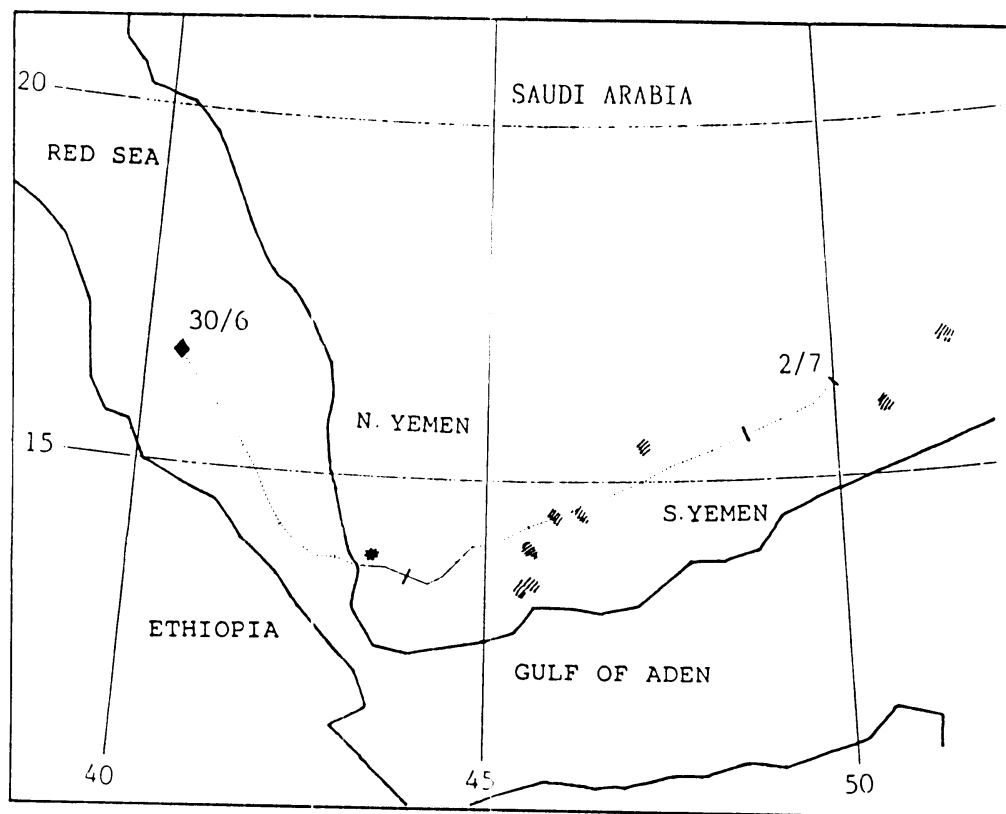 20
SAUDI ARABIA
RED SEA
30/6
2/7
N. YEMEN
15
S. YEMEN
ETHIOPIA
GULF OF ADEN
40
45
50